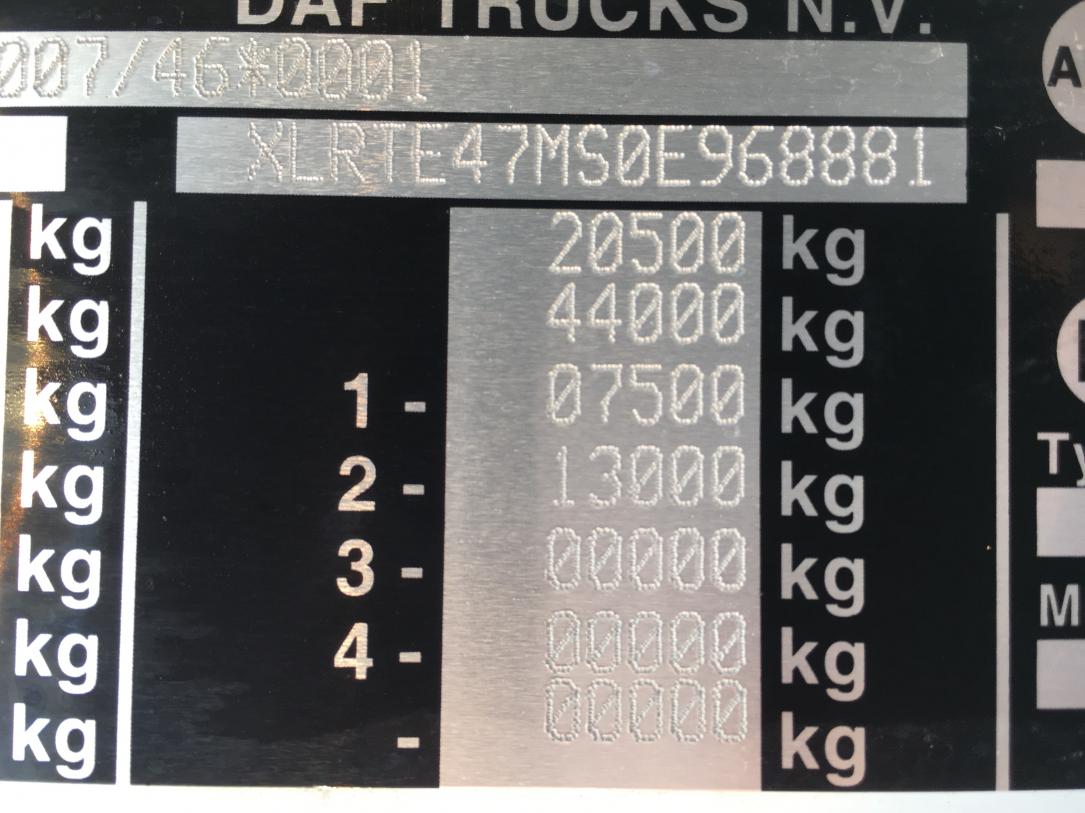 DAF TRUCKS N.V.
007/46*0001
A
XLRTE47MS0E968881
kg 20500 kg
kg 44000 kg
kg 1 - 07500 kg
kg 2 - 13000 kg
Ty
kg 3 - 00000 kg
M
kg 4 - 00000 kg
kg - 00000 kg